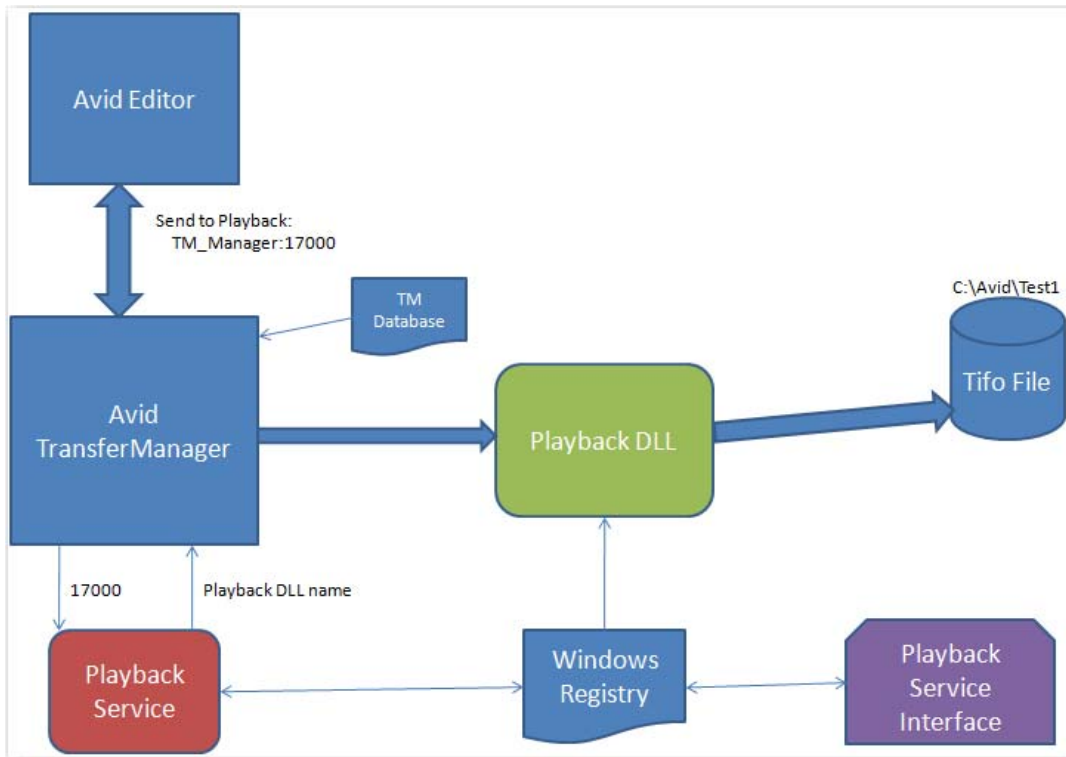 Avid Editor
Send to Playback:
TM_Manager:17000
TM
Database
C:\Avid\Test1
Tifo File
Avid
TransferManager
Playback DLL
17000
Playback DLL name
Playback
Service
Windows
Registry
Playback
Service
Interface